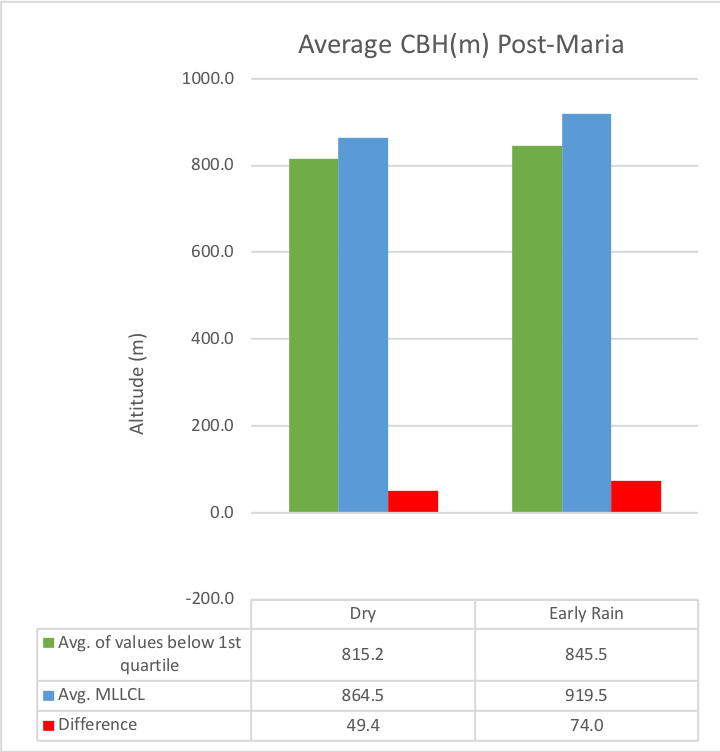 Average CBH(m) Post-Maria
1000.0
800.0
600.0
400.0
200.0
0.0
-200.0
Altitude (m)
Dry Early Rain
Avg. of values below 1st
quartile 815.2 845.5
Avg. MLLCL 864.5 919.5
Difference 49.4 74.0